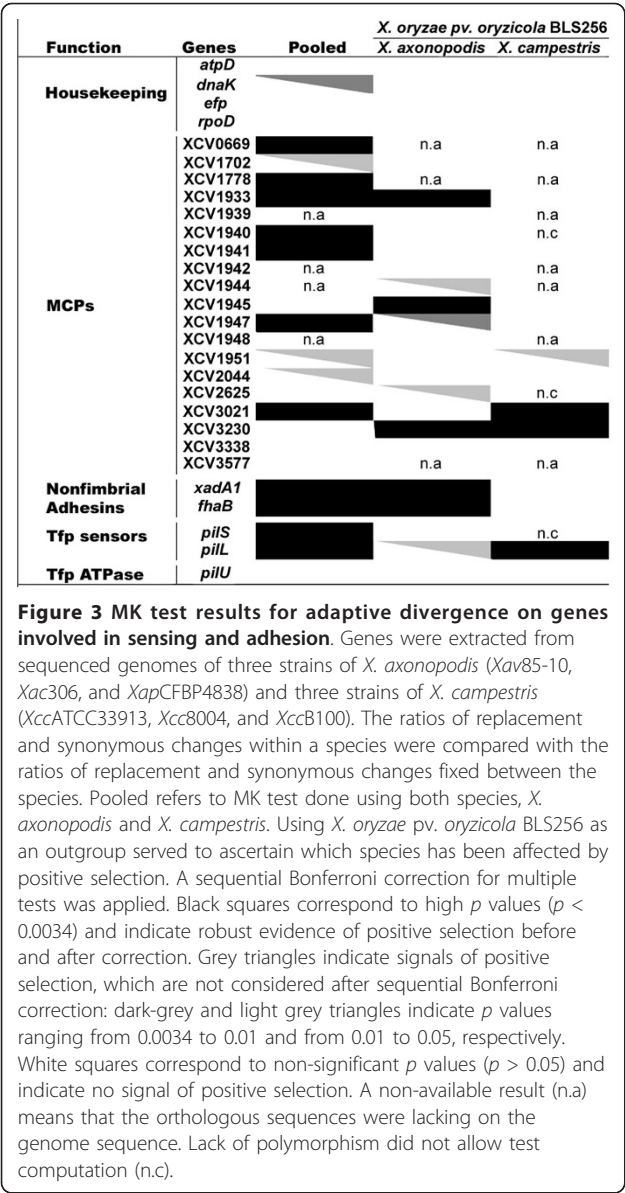 X. oryzae pv. oryzicola BLS256
Function Genes Pooled X. axonopodis X. campestris
atpD
Housekeeping dnaK
efp
rpoD
XCV0669 n.a n.a
XCV1702
XCV1778 n.a n.a
XCV1933
XCV1939 n.a n.a
XCV1940 n.c
XCV1941
XCV1942 n.a n.a
XCV1944 n.a n.a
MCPs XCV1945
XCV1947
XCV1948 n.a n.a
XCV1951
XCV2044
XCV2625 n.c
XCV3021
XCV3230
XCV3338
XCV3577 n.a n.a
Nonfimbrial xadA1
Adhesins fhaB
Tfp sensors pilS n.c
pilL
Tfp ATPase pilU
Figure 3 MK test results for adaptive divergence on genes
involved in sensing and adhesion. Genes were extracted from
sequenced genomes of three strains of X. axonopodis (Xav85-10,
Xac306, and XapCFBP4838) and three strains of X. campestris
(XccATCC33913, Xcc8004, and XccB100). The ratios of replacement
and synonymous changes within a species were compared with the
ratios of replacement and synonymous changes fixed between the
species. Pooled refers to MK test done using both species, X.
axonopodis and X. campestris. Using X. oryzae pv. oryzicola BLS256 as
an outgroup served to ascertain which species has been affected by
positive selection. A sequential Bonferroni correction for multiple
tests was applied. Black squares correspond to high p values (p <
0.0034) and indicate robust evidence of positive selection before
and after correction. Grey triangles indicate signals of positive
selection, which are not considered after sequential Bonferroni
correction: dark-grey and light grey triangles indicate p values
ranging from 0.0034 to 0.01 and from 0.01 to 0.05, respectively.
White squares correspond to non-significant p values (p > 0.05) and
indicate no signal of positive selection. A non-available result (n.a)
means that the orthologous sequences were lacking on the
genome sequence. Lack of polymorphism did not allow test
computation (n.c).